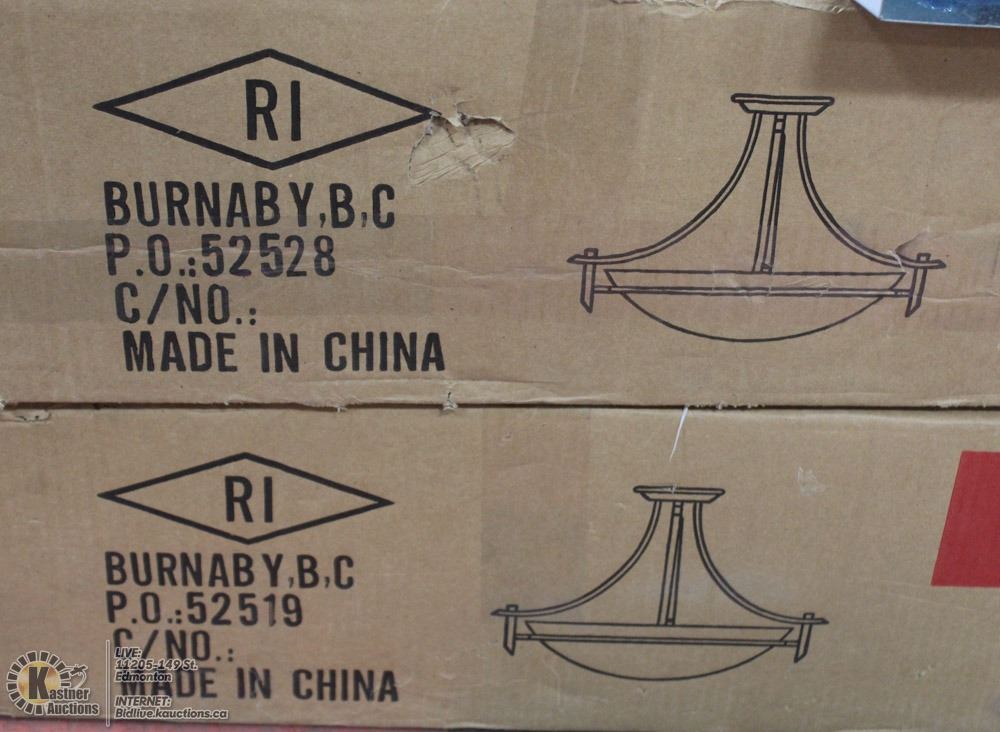 RI
BURNABY,B,C
P.O.:52528
C/NO.:
MADE IN CHINA
RI
BURNABY,B,C
P.O.:52519
C/NO.:
MADE IN CHINA
Kastner
Auctions
LIVE:
11205-149 St.
Edmonton
INTERNET:
Bidlive.kauctions.ca